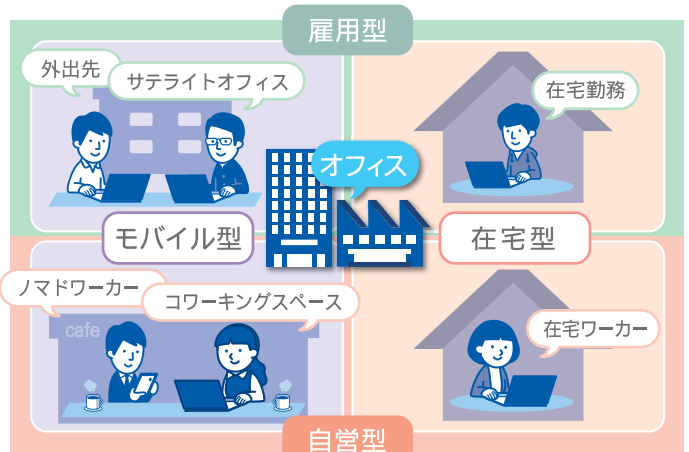 雇用型
外出先
サテライトオフィス
在宅勤務
オフィス
モバイル型
在宅型
ノマドワーカー
コワーキングスペース
在宅ワーカー
cafe
自営型